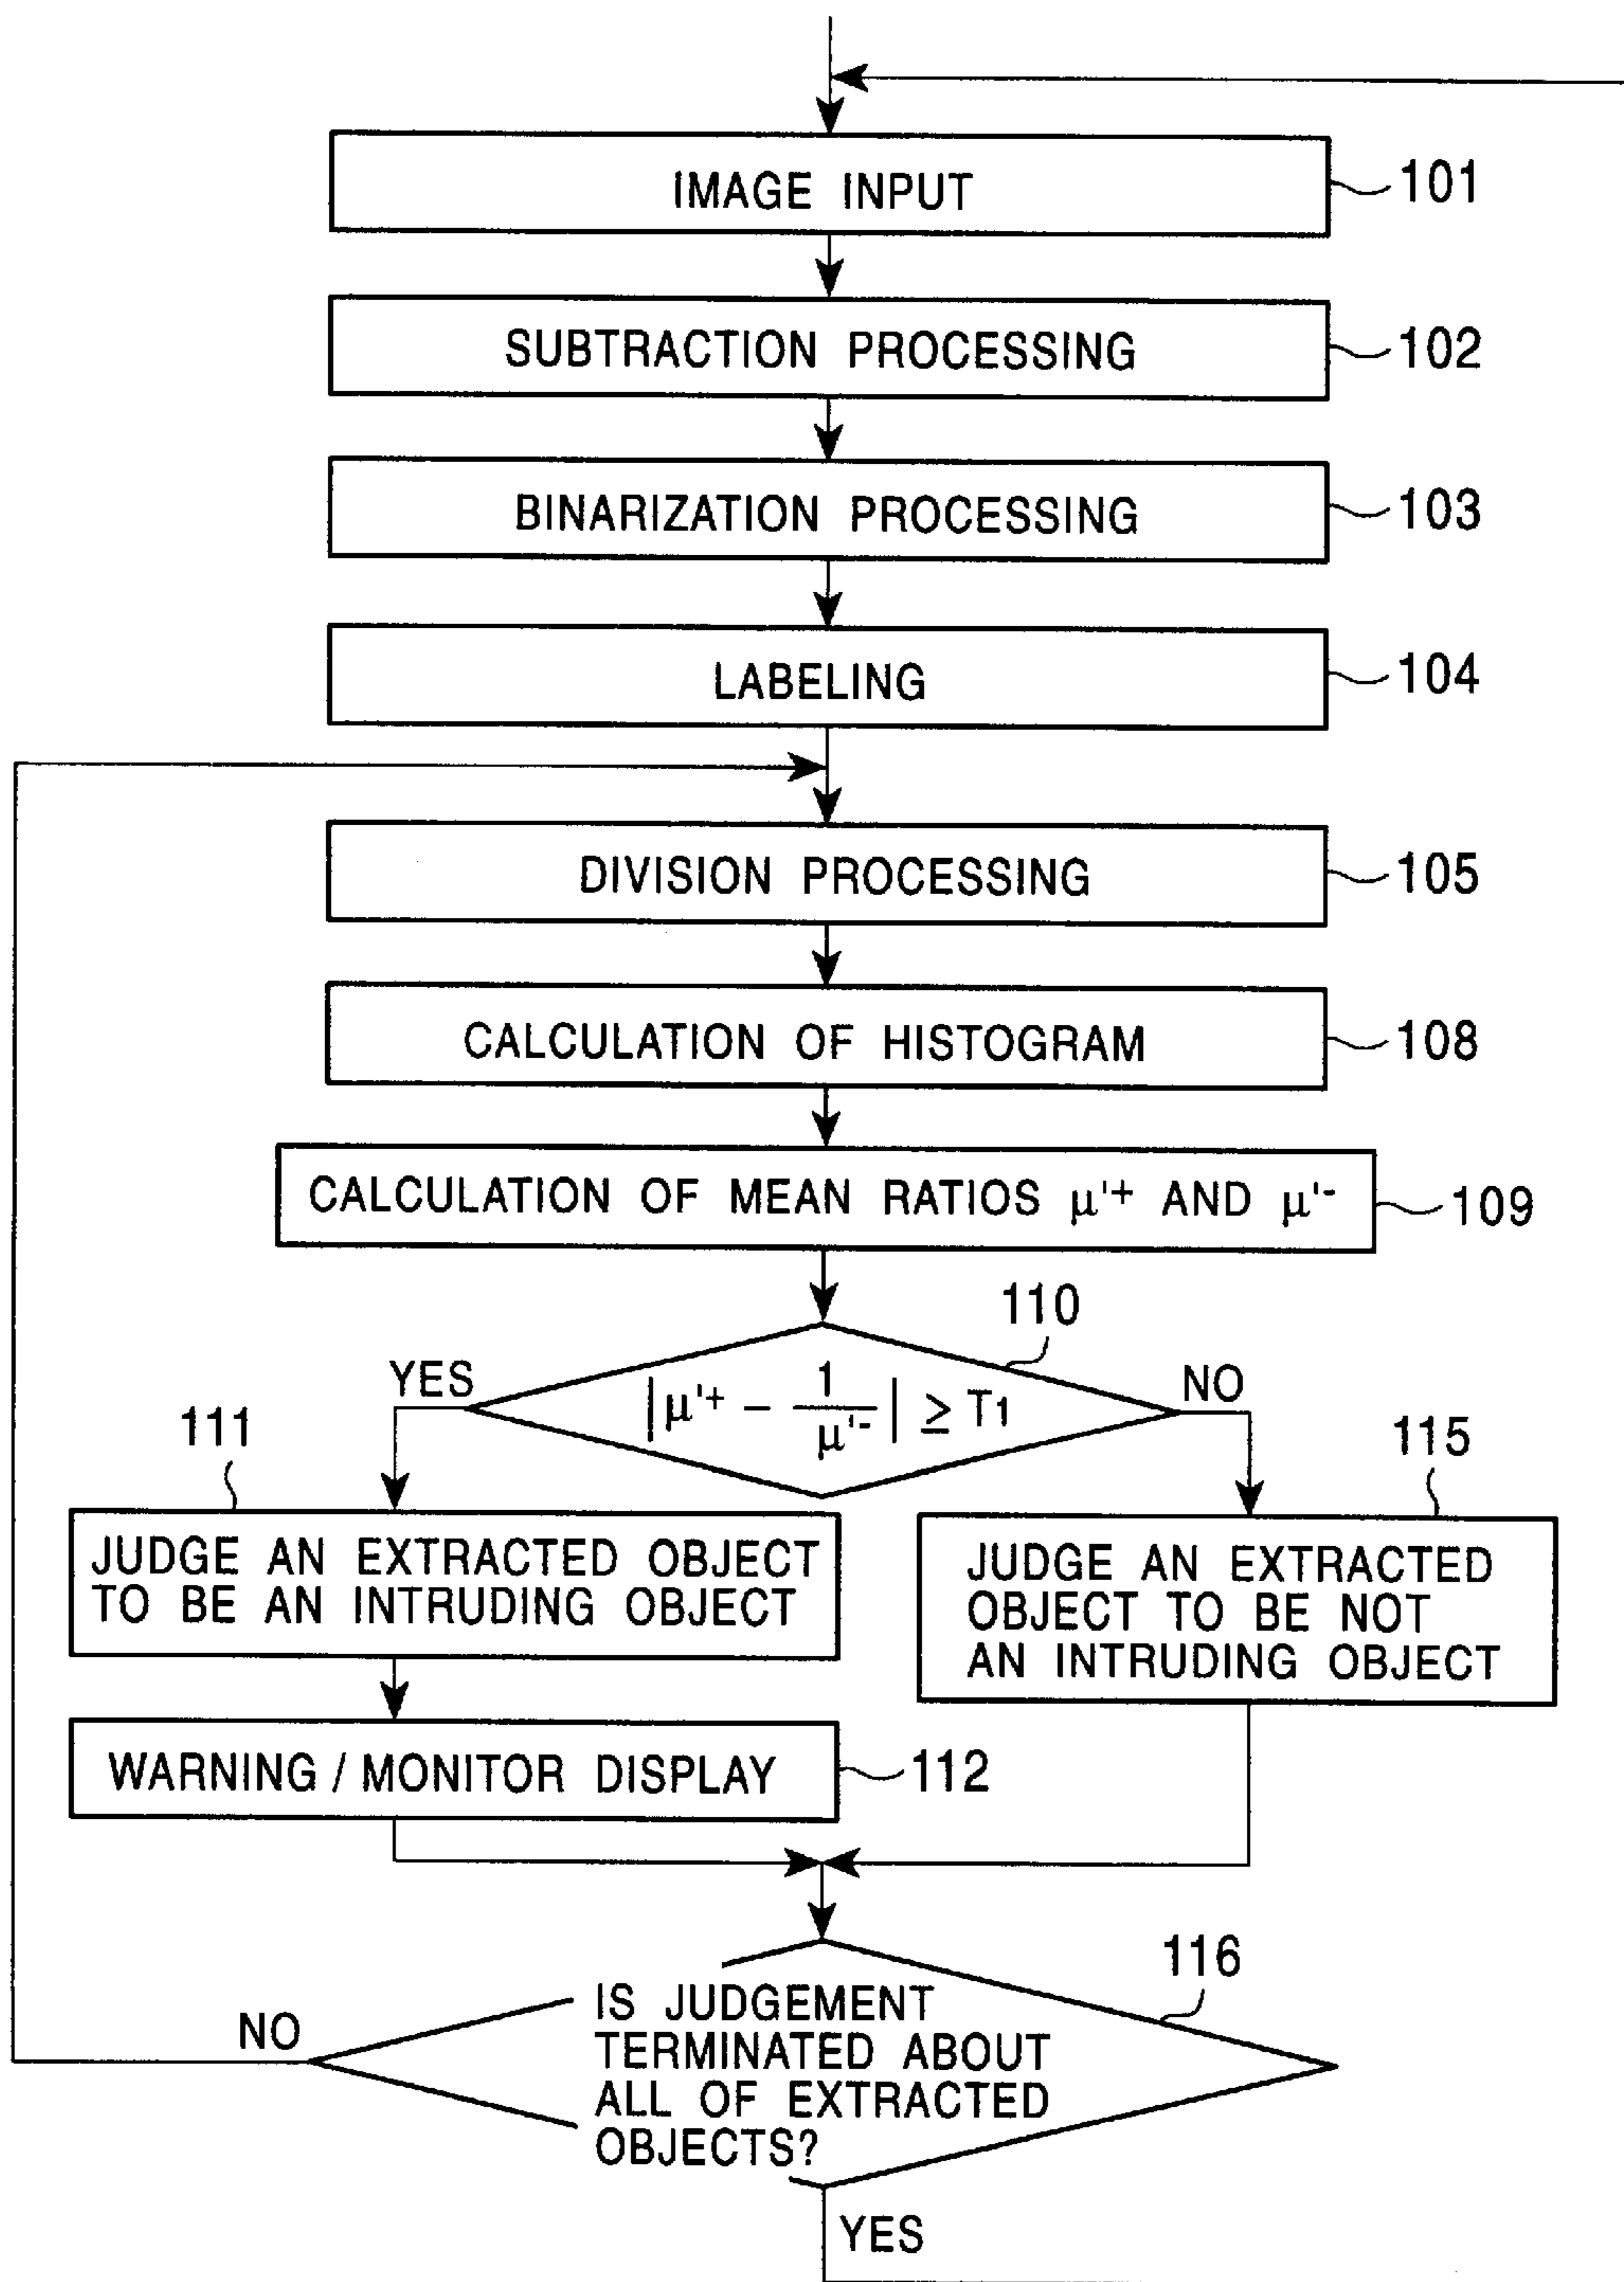 IMAGE INPUT
101
SUBTRACTION PROCESSING
102
BINARIZATION PROCESSING
103
LABELING
104
DIVISION PROCESSING
105
CALCULATION OF HISTOGRAM
108
CALCULATION OF MEAN RATIOS μ'+ AND μ'-
109
110
YES
|μ'+ - 1/μ'-| ≥ T1
NO
111
115
JUDGE AN EXTRACTED OBJECT
TO BE AN INTRUDING OBJECT
JUDGE AN EXTRACTED
OBJECT TO BE NOT
AN INTRUDING OBJECT
WARNING / MONITOR DISPLAY
112
116
NO
IS JUDGEMENT
TERMINATED ABOUT
ALL OF EXTRACTED
OBJECTS?
YES